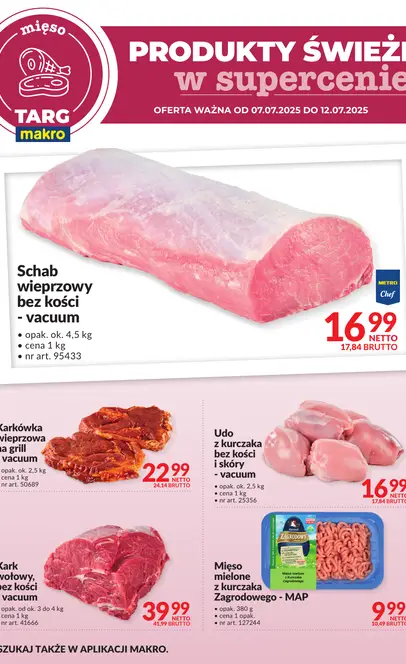 mięso
TARG
makro
PRODUKTY ŚWIEŻE
w supercenie
OFERTA WAŻNA OD 07.07.2025 DO 12.07.2025
Schab
wieprzowy
bez kości
- vacuum
• opak. ok. 4,5 kg
• cena 1 kg
• nr art. 95433
METRO
Chef
16 99
NETTO
17,84 BRUTTO
Karkówka
wieprzowa
na grill
- vacuum
opak. ok. 2,5 kg
cena 1 kg
nr art. 50689
22 99
NETTO
24,14 BRUTTO
Udo
z kurczaka
bez kości
i skóry
- vacuum
• opak. ok. 2,5 kg
• cena 1 kg
• nr art. 25356
16 99
NETTO
17,84 BRUTTO
Kark
wołowy,
bez kości
- vacuum
opak. od ok. 3 do 4 kg
cena 1 kg
nr art. 41666
39 99
NETTO
41,99 BRUTTO
Zagrodowy
Mięso
mielone
z kurczaka
Zagrodowego - MAP
• opak. 380 g
• cena 1 opak.
• nr art. 127244
9 99
NETTO
10,49 BRUTTO
SZUKAJ TAKŻE W APLIKACJI MAKRO.